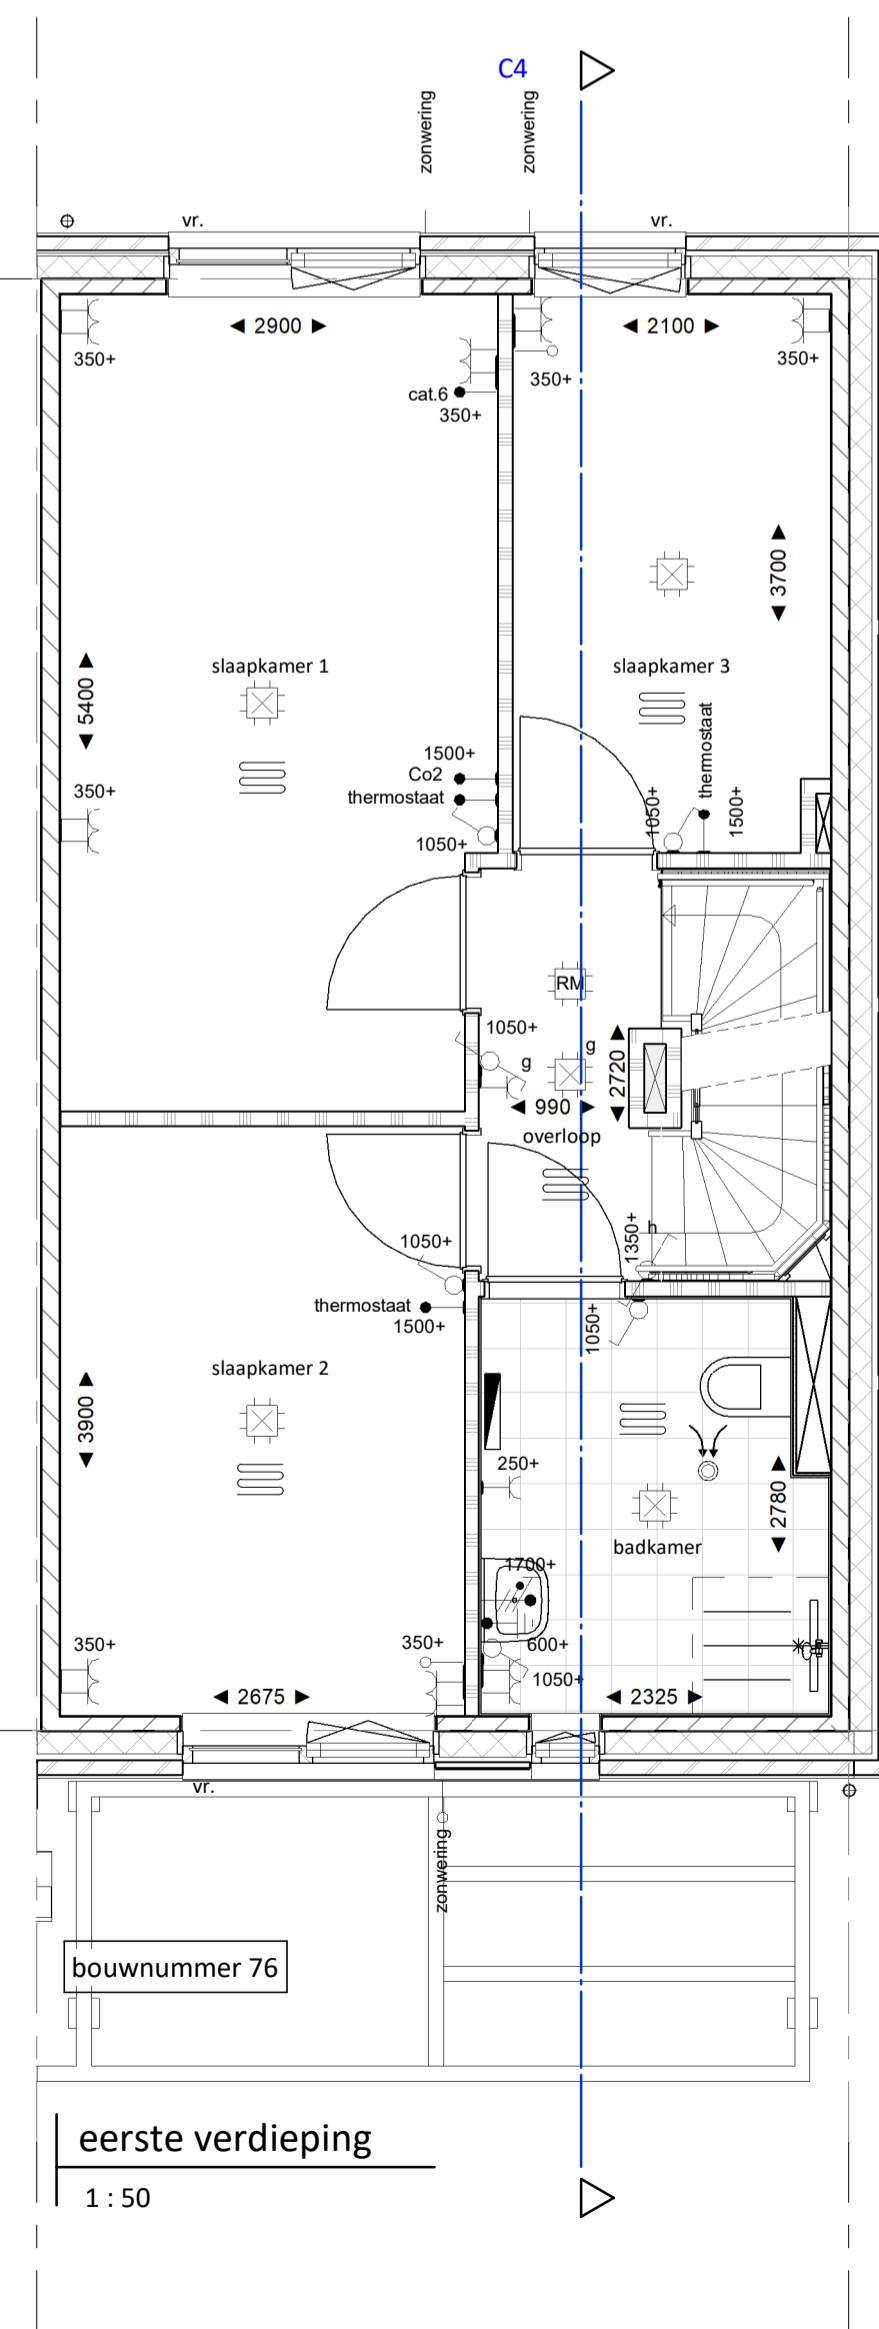 C4
zonwering
zonwering
vr.
vr.
2900
2100
350+
350+
350+
cat.6
350+
3700
slaapkamer 1
slaapkamer 3
5400
thermostaat
1500+
Co2
thermostaat
350+
1050+
1050+
1500+
RM
1050+
g
g
2720
990
overloop
1050+
1350+
h
thermostaat
1500+
1050+
slaapkamer 2
3900
250+
2780
badkamer
1700+
350+
350+
600+
1050+
2675
2325
vr.
zonwering
bouwnummer 76
eerste verdieping
1 : 50